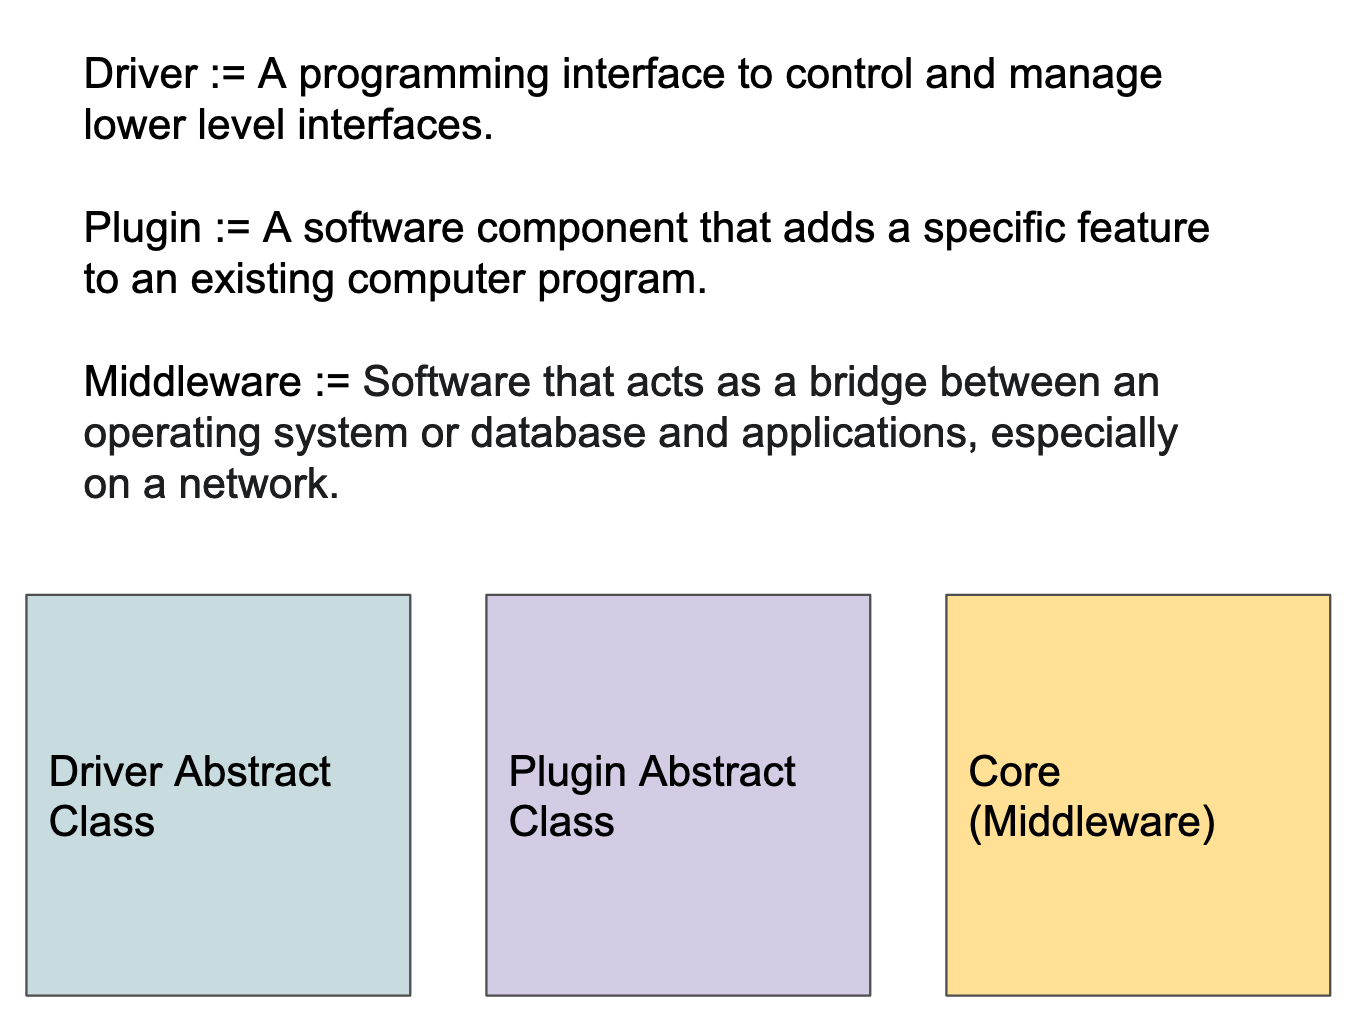 Driver := A programming interface to control and manage
lower level interfaces.
Plugin := A software component that adds a specific feature
to an existing computer program.
Middleware := Software that acts as a bridge between an
operating system or database and applications, especially
on a network.
Driver Abstract
Class
Plugin Abstract
Class
Core
(Middleware)